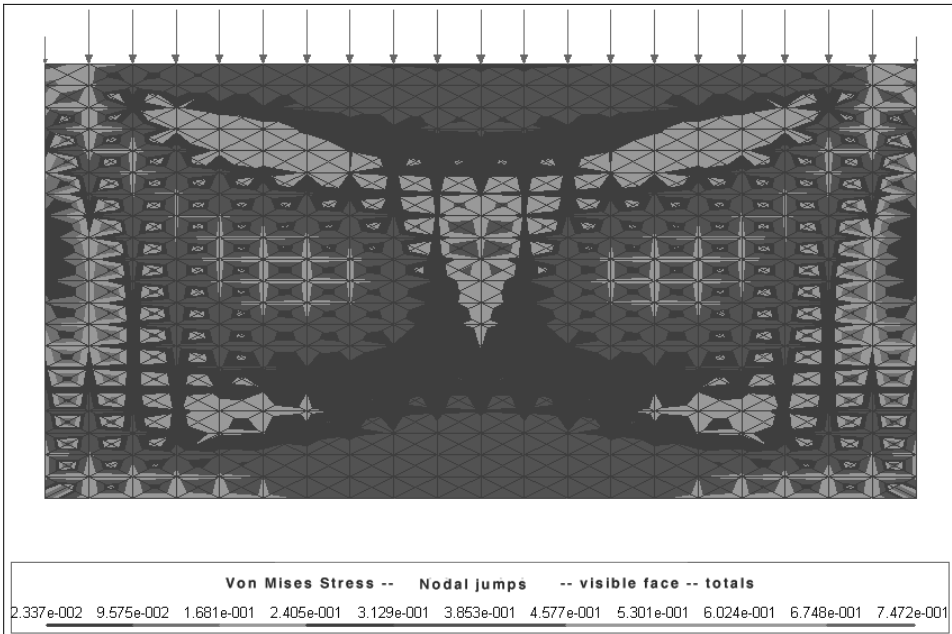 Von Mises Stress -- Nodal jumps -- visible face -- totals
2.337e-002 9.575e-002 1.681e-001 2.405e-001 3.129e-001 3.853e-001 4.577e-001 5.301e-001 6.024e-001 6.748e-001 7.472e-001